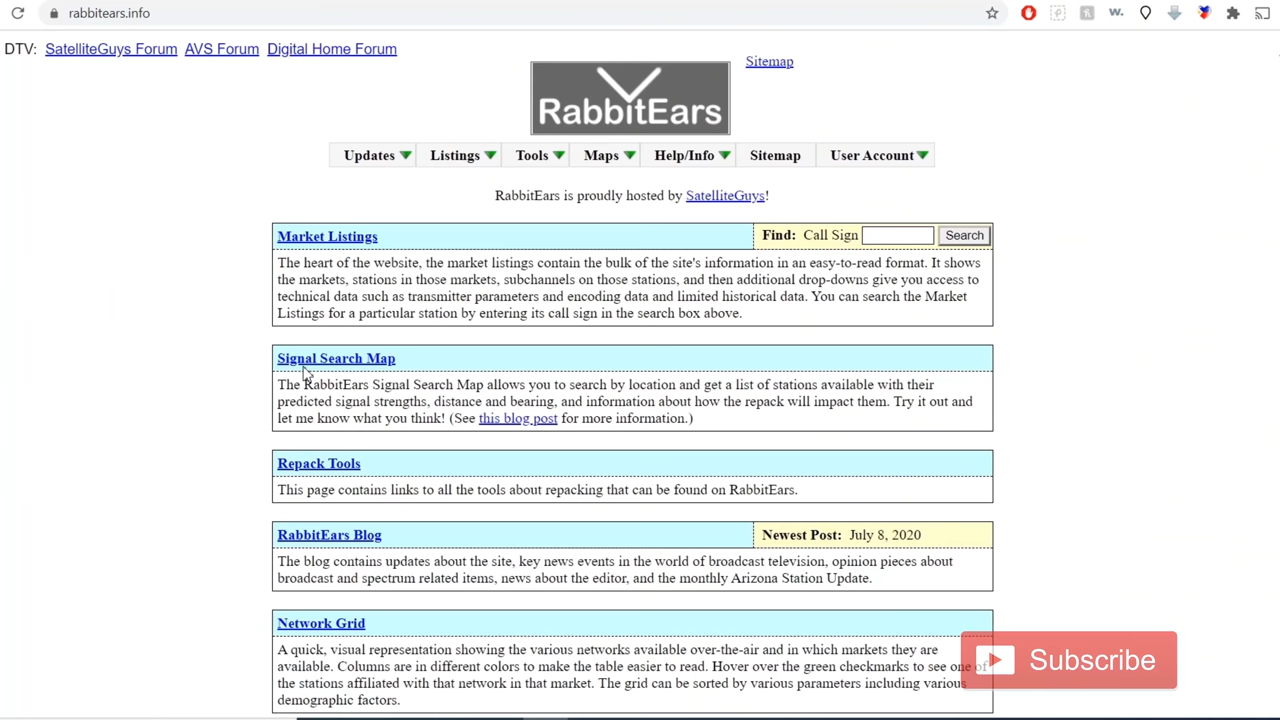 rabbitears.info
w.
DTV: SatelliteGuys Forum AVS Forum Digital Home Forum
Sitemap
RabbitEars
Updates Listings Tools Maps Help/Info Sitemap User Account
RabbitEars is proudly hosted by SatelliteGuys!
Market Listings Find: Call Sign Search
The heart of the website, the market listings contain the bulk of the site's information in an easy-to-read format. It shows
the markets, stations in those markets, subchannels on those stations, and then additional drop-downs give you access to
technical data such as transmitter parameters and encoding data and limited historical data. You can search the Market
Listings for a particular station by entering its call sign in the search box above.
Signal Search Map
The RabbitEars Signal Search Map allows you to search by location and get a list of stations available with their
predicted signal strengths, distance and bearing, and information about how the repack will impact them. Try it out and
let me know what you think! (See this blog post for more information.)
Repack Tools
This page contains links to all the tools about repacking that can be found on RabbitEars.
RabbitEars Blog Newest Post: July 8, 2020
The blog contains updates about the site, key news events in the world of broadcast television, opinion pieces about
broadcast and spectrum related items, news about the editor, and the monthly Arizona Station Update.
Network Grid
A quick, visual representation showing the various networks available over-the-air and in which markets they are
available. Columns are in different colors to make the table easier to read. Hover over the green checkmarks to see one of
the stations affiliated with that network in that market. The grid can be sorted by various parameters including various
demographic factors.
Subscribe